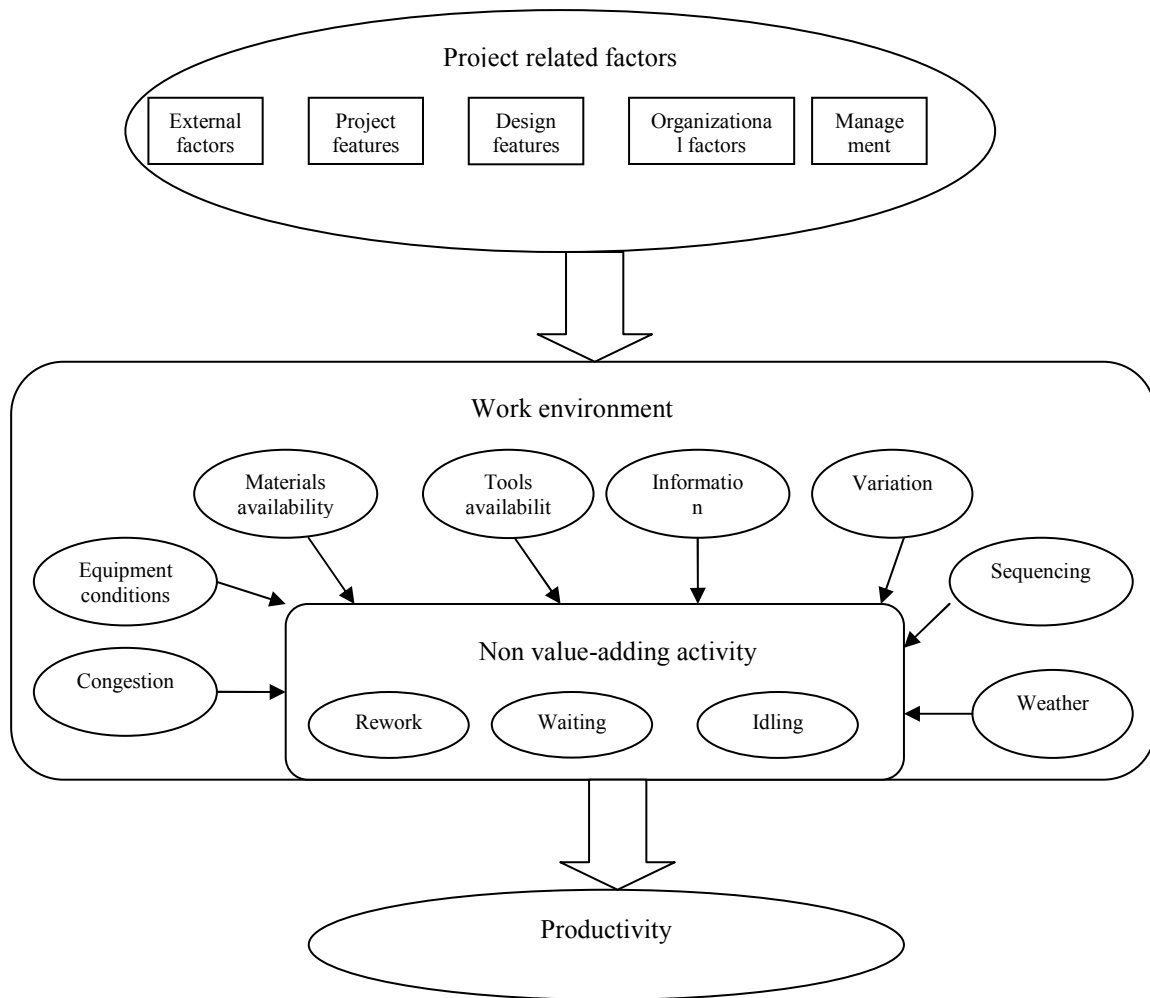 Project related factors
External
factors
Project
features
Design
features
Organizationa
l factors
Manage
ment
Work environment
Materials
availability
Tools
availabilit
Informatio
n
Variation
Equipment
conditions
Sequencing
Non value-adding activity
Congestion
Weather
Rework
Waiting
Idling
Productivity